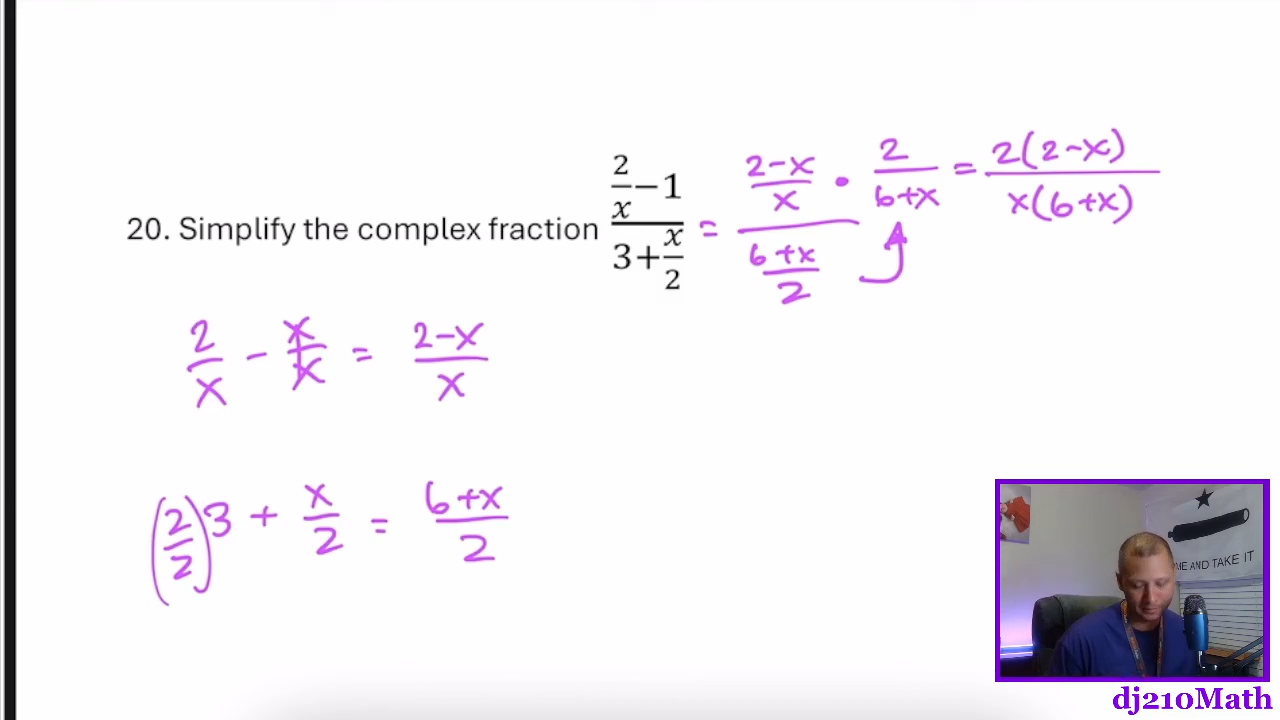 20. Simplify the complex fraction (2/x − 1)/(3 + x/2) = ((2−x)/x)/((6+x)/2) · 2/(6+x) = 2(2−x)/(x(6+x))
2/x − x/x = (2−x)/x
(2/2)3 + x/2 = (6+x)/2
ME AND TAKE IT
dj210Math